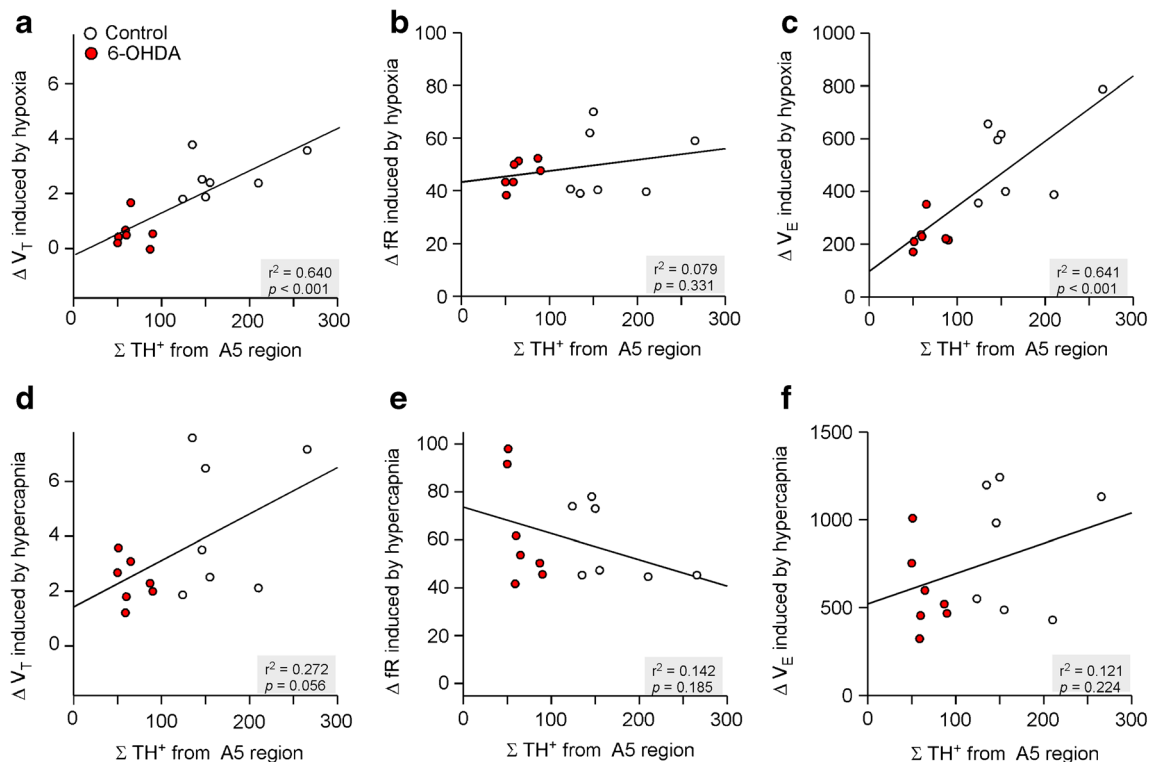 a
Control
6-OHDA
Δ V_T induced by hypoxia
6
4
2
0
r² = 0.640
p < 0.001
0 100 200 300
Σ TH⁺ from A5 region
b
Δ fR induced by hypoxia
100
80
60
40
20
0
r² = 0.079
p = 0.331
0 100 200 300
Σ TH⁺ from A5 region
c
Δ V_E induced by hypoxia
1000
800
600
400
200
0
r² = 0.641
p < 0.001
0 100 200 300
Σ TH⁺ from A5 region
d
Δ V_T induced by hypercapnia
6
4
2
0
r² = 0.272
p = 0.056
0 100 200 300
Σ TH⁺ from A5 region
e
Δ fR induced by hypercapnia
100
80
60
40
20
0
r² = 0.142
p = 0.185
0 100 200 300
Σ TH⁺ from A5 region
f
Δ V_E induced by hypercapnia
1500
1000
500
0
r² = 0.121
p = 0.224
0 100 200 300
Σ TH⁺ from A5 region